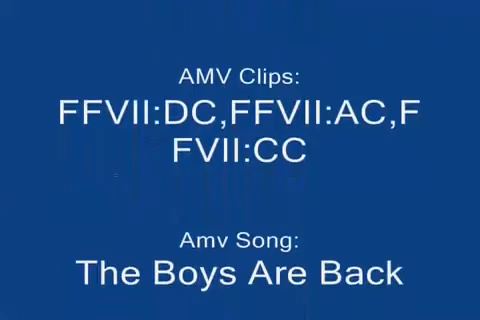 AMV Clips:
FFVII:DC,FFVII:AC,F
FVII:CC
Amv Song:
The Boys Are Back